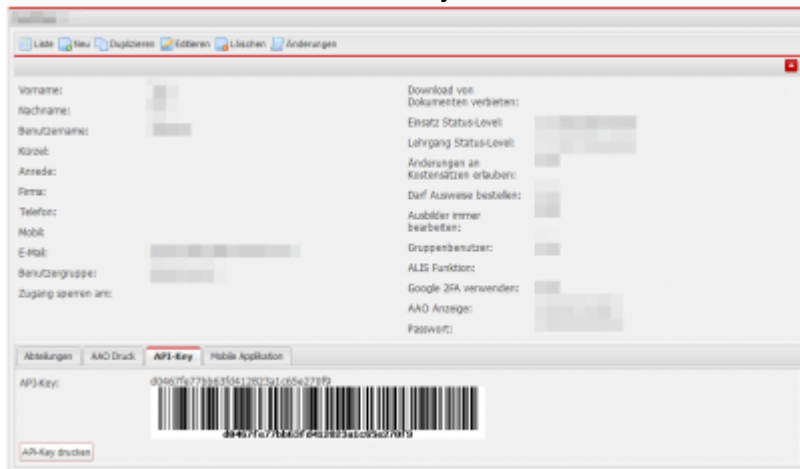 Liste Neu Duplizieren Editieren Löschen Änderungen
Vorname:
Nachname:
Benutzername:
Kürzel:
Anrede:
Firma:
Telefon:
Mobil:
E-Mail:
Benutzergruppe:
Zugang sperren am:
Download von
Dokumenten verbieten:
Einsatz Status-Level:
Lehrgang Status-Level:
Änderungen an
Kostensätzen erlauben:
Darf Ausweise bestellen:
Ausbilder immer
bearbeiten:
Gruppenbenutzer:
ALIS Funktion:
Google 2FA verwenden:
AAO Anzeige:
Passwort:
Abteilungen AAO Druck API-Key Mobile Applikation
API-Key:
API-Key drucken